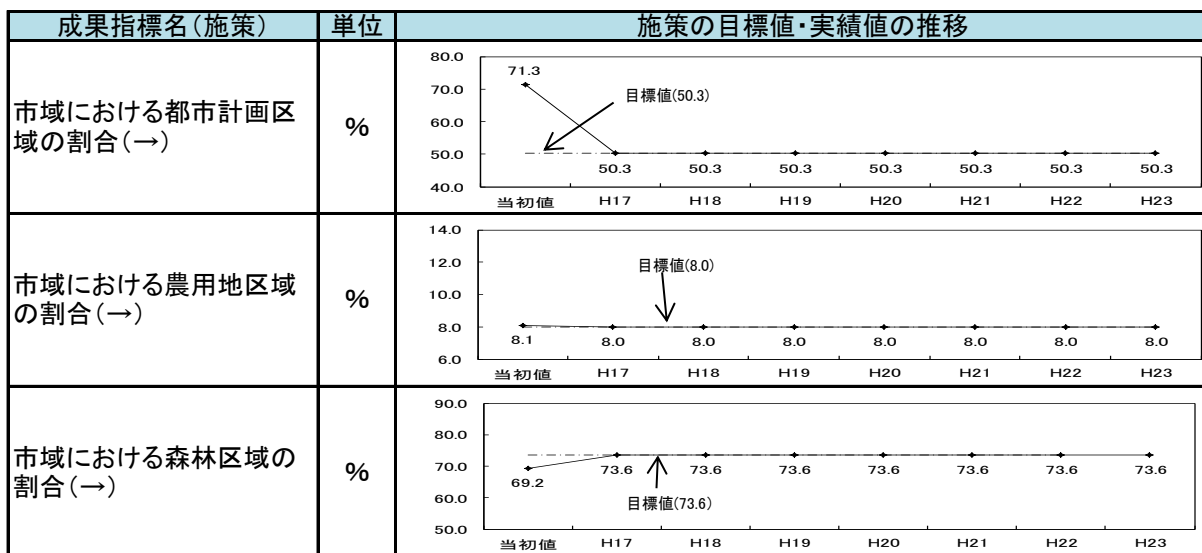 成果指標名(施策) 単位 施策の目標値・実績値の推移
市域における都市計画区
域の割合(→)
%
80.0
70.0
60.0
50.0
40.0
71.3
目標値(50.3)
50.3 50.3 50.3 50.3 50.3 50.3 50.3
当初値 H17 H18 H19 H20 H21 H22 H23
市域における農用地区域
の割合(→)
%
14.0
12.0
10.0
8.0
6.0
目標値(8.0)
8.1 8.0 8.0 8.0 8.0 8.0 8.0 8.0
当初値 H17 H18 H19 H20 H21 H22 H23
市域における森林区域の
割合(→)
%
90.0
70.0
50.0
69.2 73.6 73.6 73.6 73.6 73.6 73.6 73.6
目標値(73.6)
当初値 H17 H18 H19 H20 H21 H22 H23